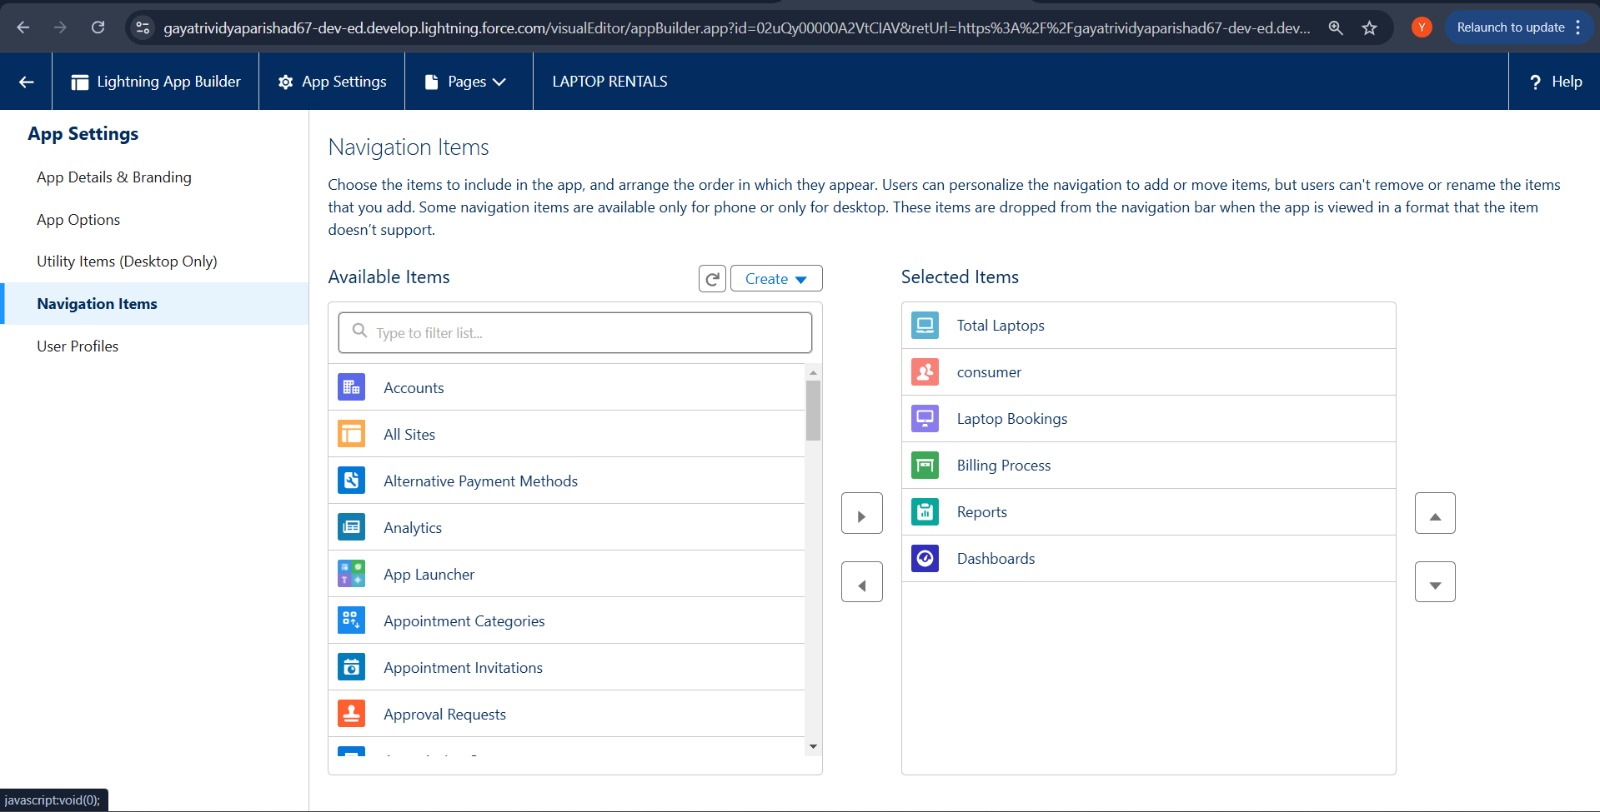 gayatrividyaparishad67-dev-ed.develop.lightning.force.com/visualEditor/appBuilder.app?id=02uQy00000A2VtCIAV&retUrl=https%3A%2F%2Fgayatrividyaparishad67-dev-ed.dev...
Y
Relaunch to update
Lightning App Builder
App Settings
Pages
LAPTOP RENTALS
? Help
App Settings
App Details & Branding
App Options
Utility Items (Desktop Only)
Navigation Items
User Profiles
Navigation Items
Choose the items to include in the app, and arrange the order in which they appear. Users can personalize the navigation to add or move items, but users can't remove or rename the items
that you add. Some navigation items are available only for phone or only for desktop. These items are dropped from the navigation bar when the app is viewed in a format that the item
doesn't support.
Available Items
Create
Type to filter list...
Accounts
All Sites
Alternative Payment Methods
Analytics
App Launcher
Appointment Categories
Appointment Invitations
Approval Requests
Selected Items
Total Laptops
consumer
Laptop Bookings
Billing Process
Reports
Dashboards
javascript:void(0);